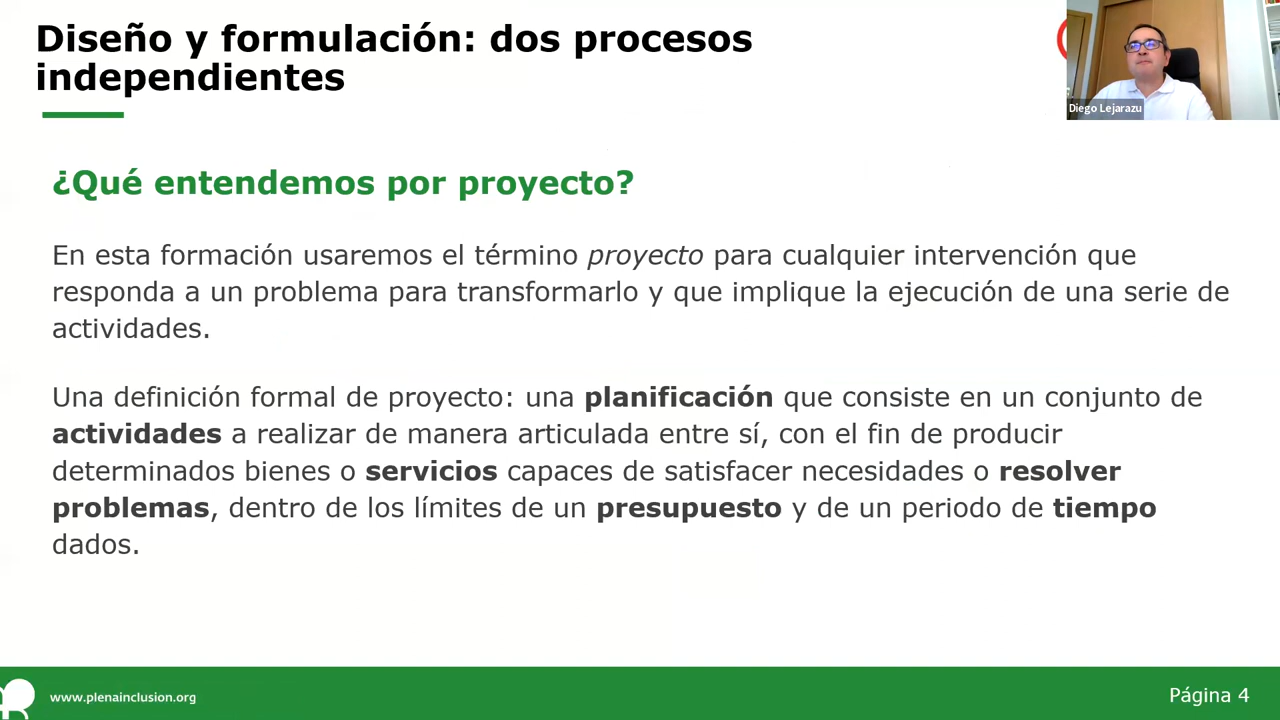 Diseño y formulación: dos procesos
independientes
Diego Lejarazu
¿Qué entendemos por proyecto?
En esta formación usaremos el término proyecto para cualquier intervención que
responda a un problema para transformarlo y que implique la ejecución de una serie de
actividades.
Una definición formal de proyecto: una planificación que consiste en un conjunto de
actividades a realizar de manera articulada entre sí, con el fin de producir
determinados bienes o servicios capaces de satisfacer necesidades o resolver
problemas, dentro de los límites de un presupuesto y de un periodo de tiempo
dados.
www.plenainclusion.org
Página 4